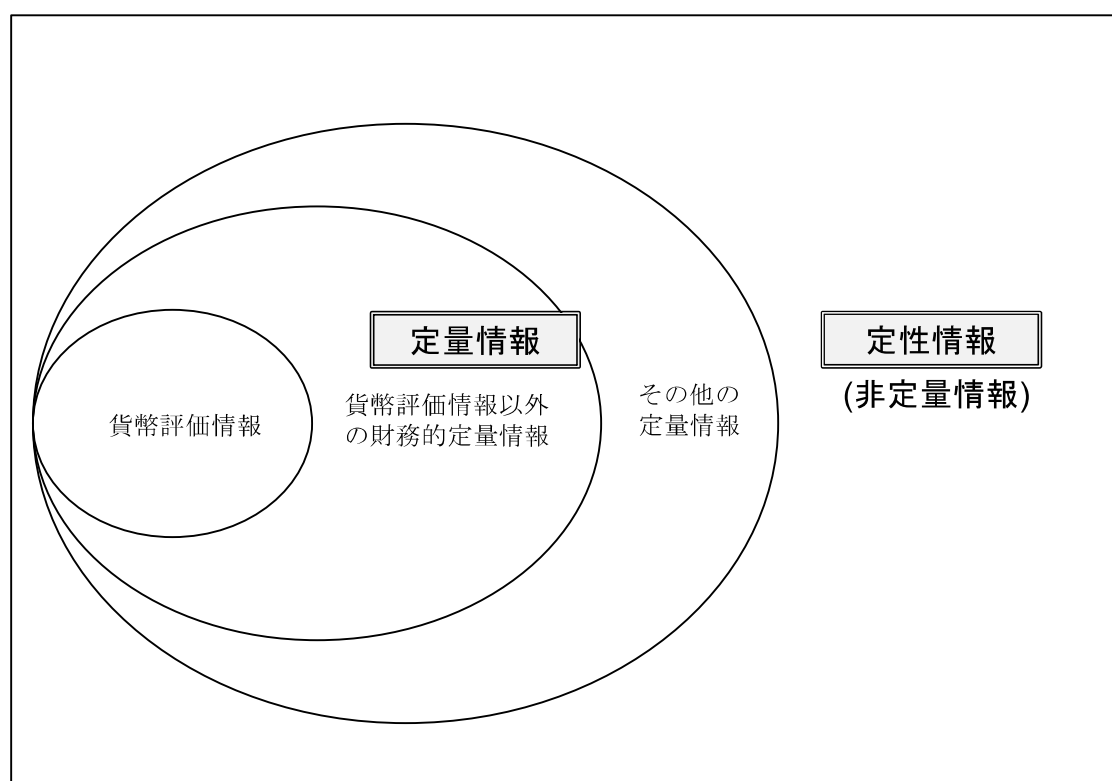 定量情報
定性情報
(非定量情報)
貨幣評価情報
貨幣評価情報以外
の財務的定量情報
その他の
定量情報